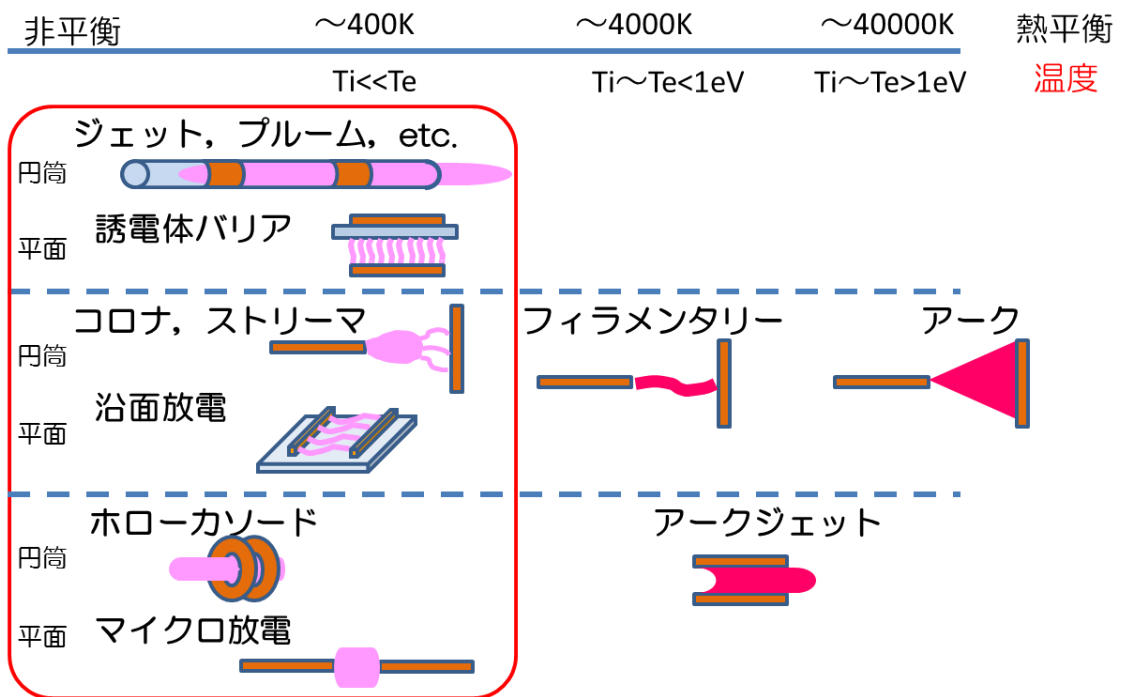 非平衡 ～400K ～4000K ～40000K 熱平衡
Ti<<Te Ti～Te<1eV Ti～Te>1eV 温度
ジェット，プルーム，etc.
円筒
誘電体バリア
平面
コロナ，ストリーマ フィラメンタリー アーク
円筒
沿面放電
平面
ホローカソード アークジェット
円筒
マイクロ放電
平面